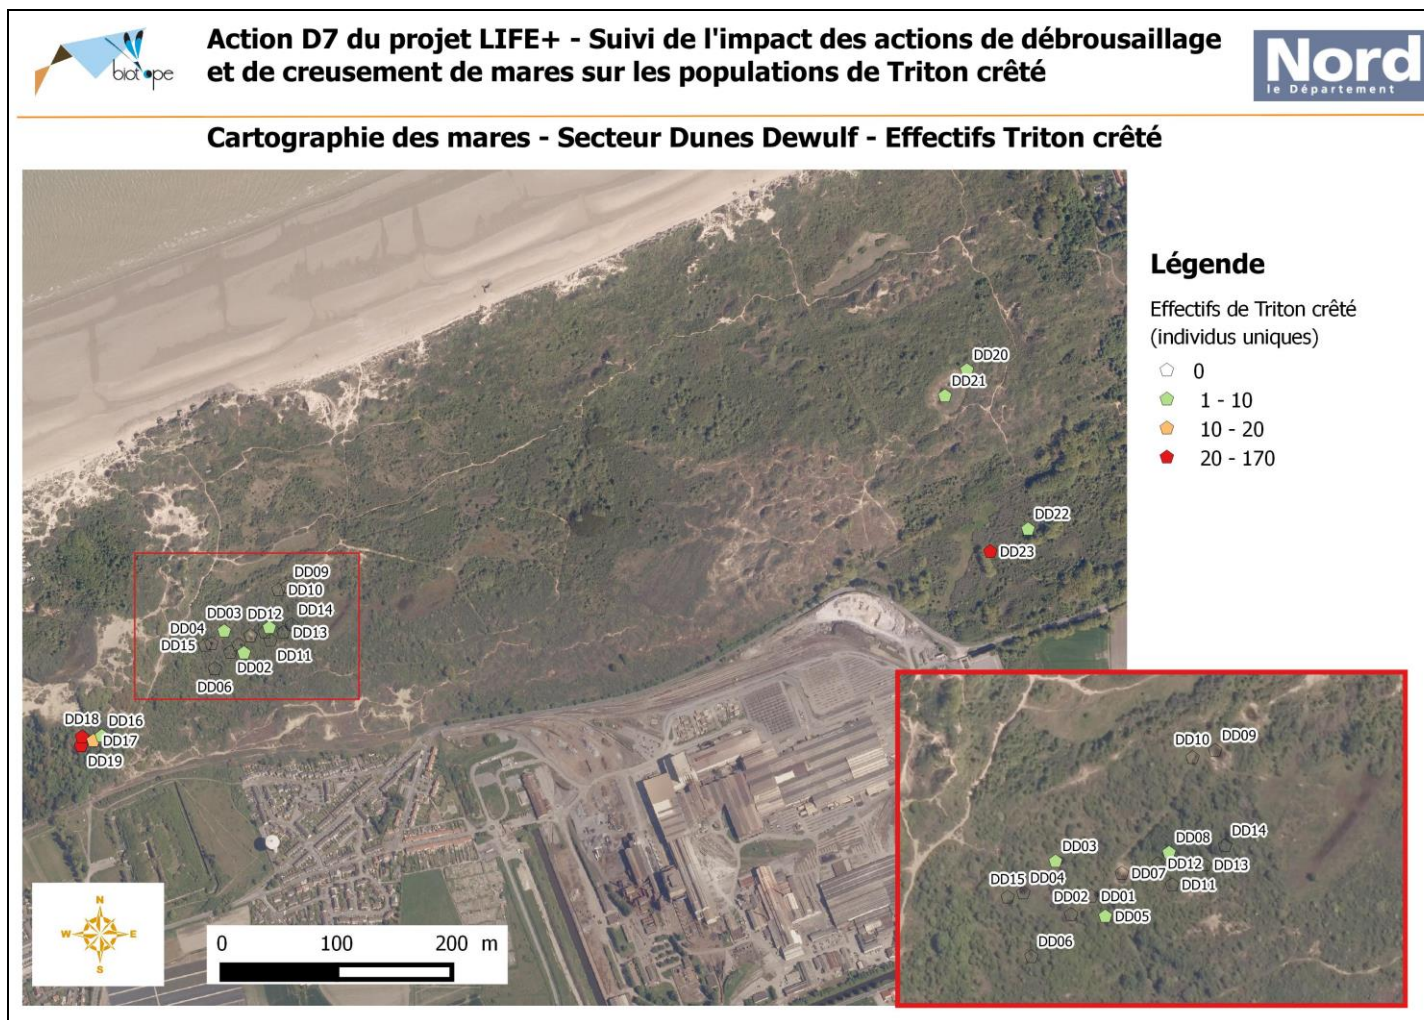 biotope
Action D7 du projet LIFE+ - Suivi de l'impact des actions de débrousaillage
et de creusement de mares sur les populations de Triton crêté
Nord
le Département
Cartographie des mares - Secteur Dunes Dewulf - Effectifs Triton crêté
Légende
Effectifs de Triton crêté
(individus uniques)
0
1 - 10
10 - 20
20 - 170
DD20
DD21
DD22
DD23
DD09
DD10
DD03
DD12
DD14
DD04
DD13
DD15
DD11
DD02
DD06
DD18
DD16
DD17
DD19
DD10
DD09
DD08
DD14
DD03
DD12
DD13
DD15
DD04
DD07
DD11
DD02
DD01
DD05
DD06
N
W
E
S
0
100
200 m